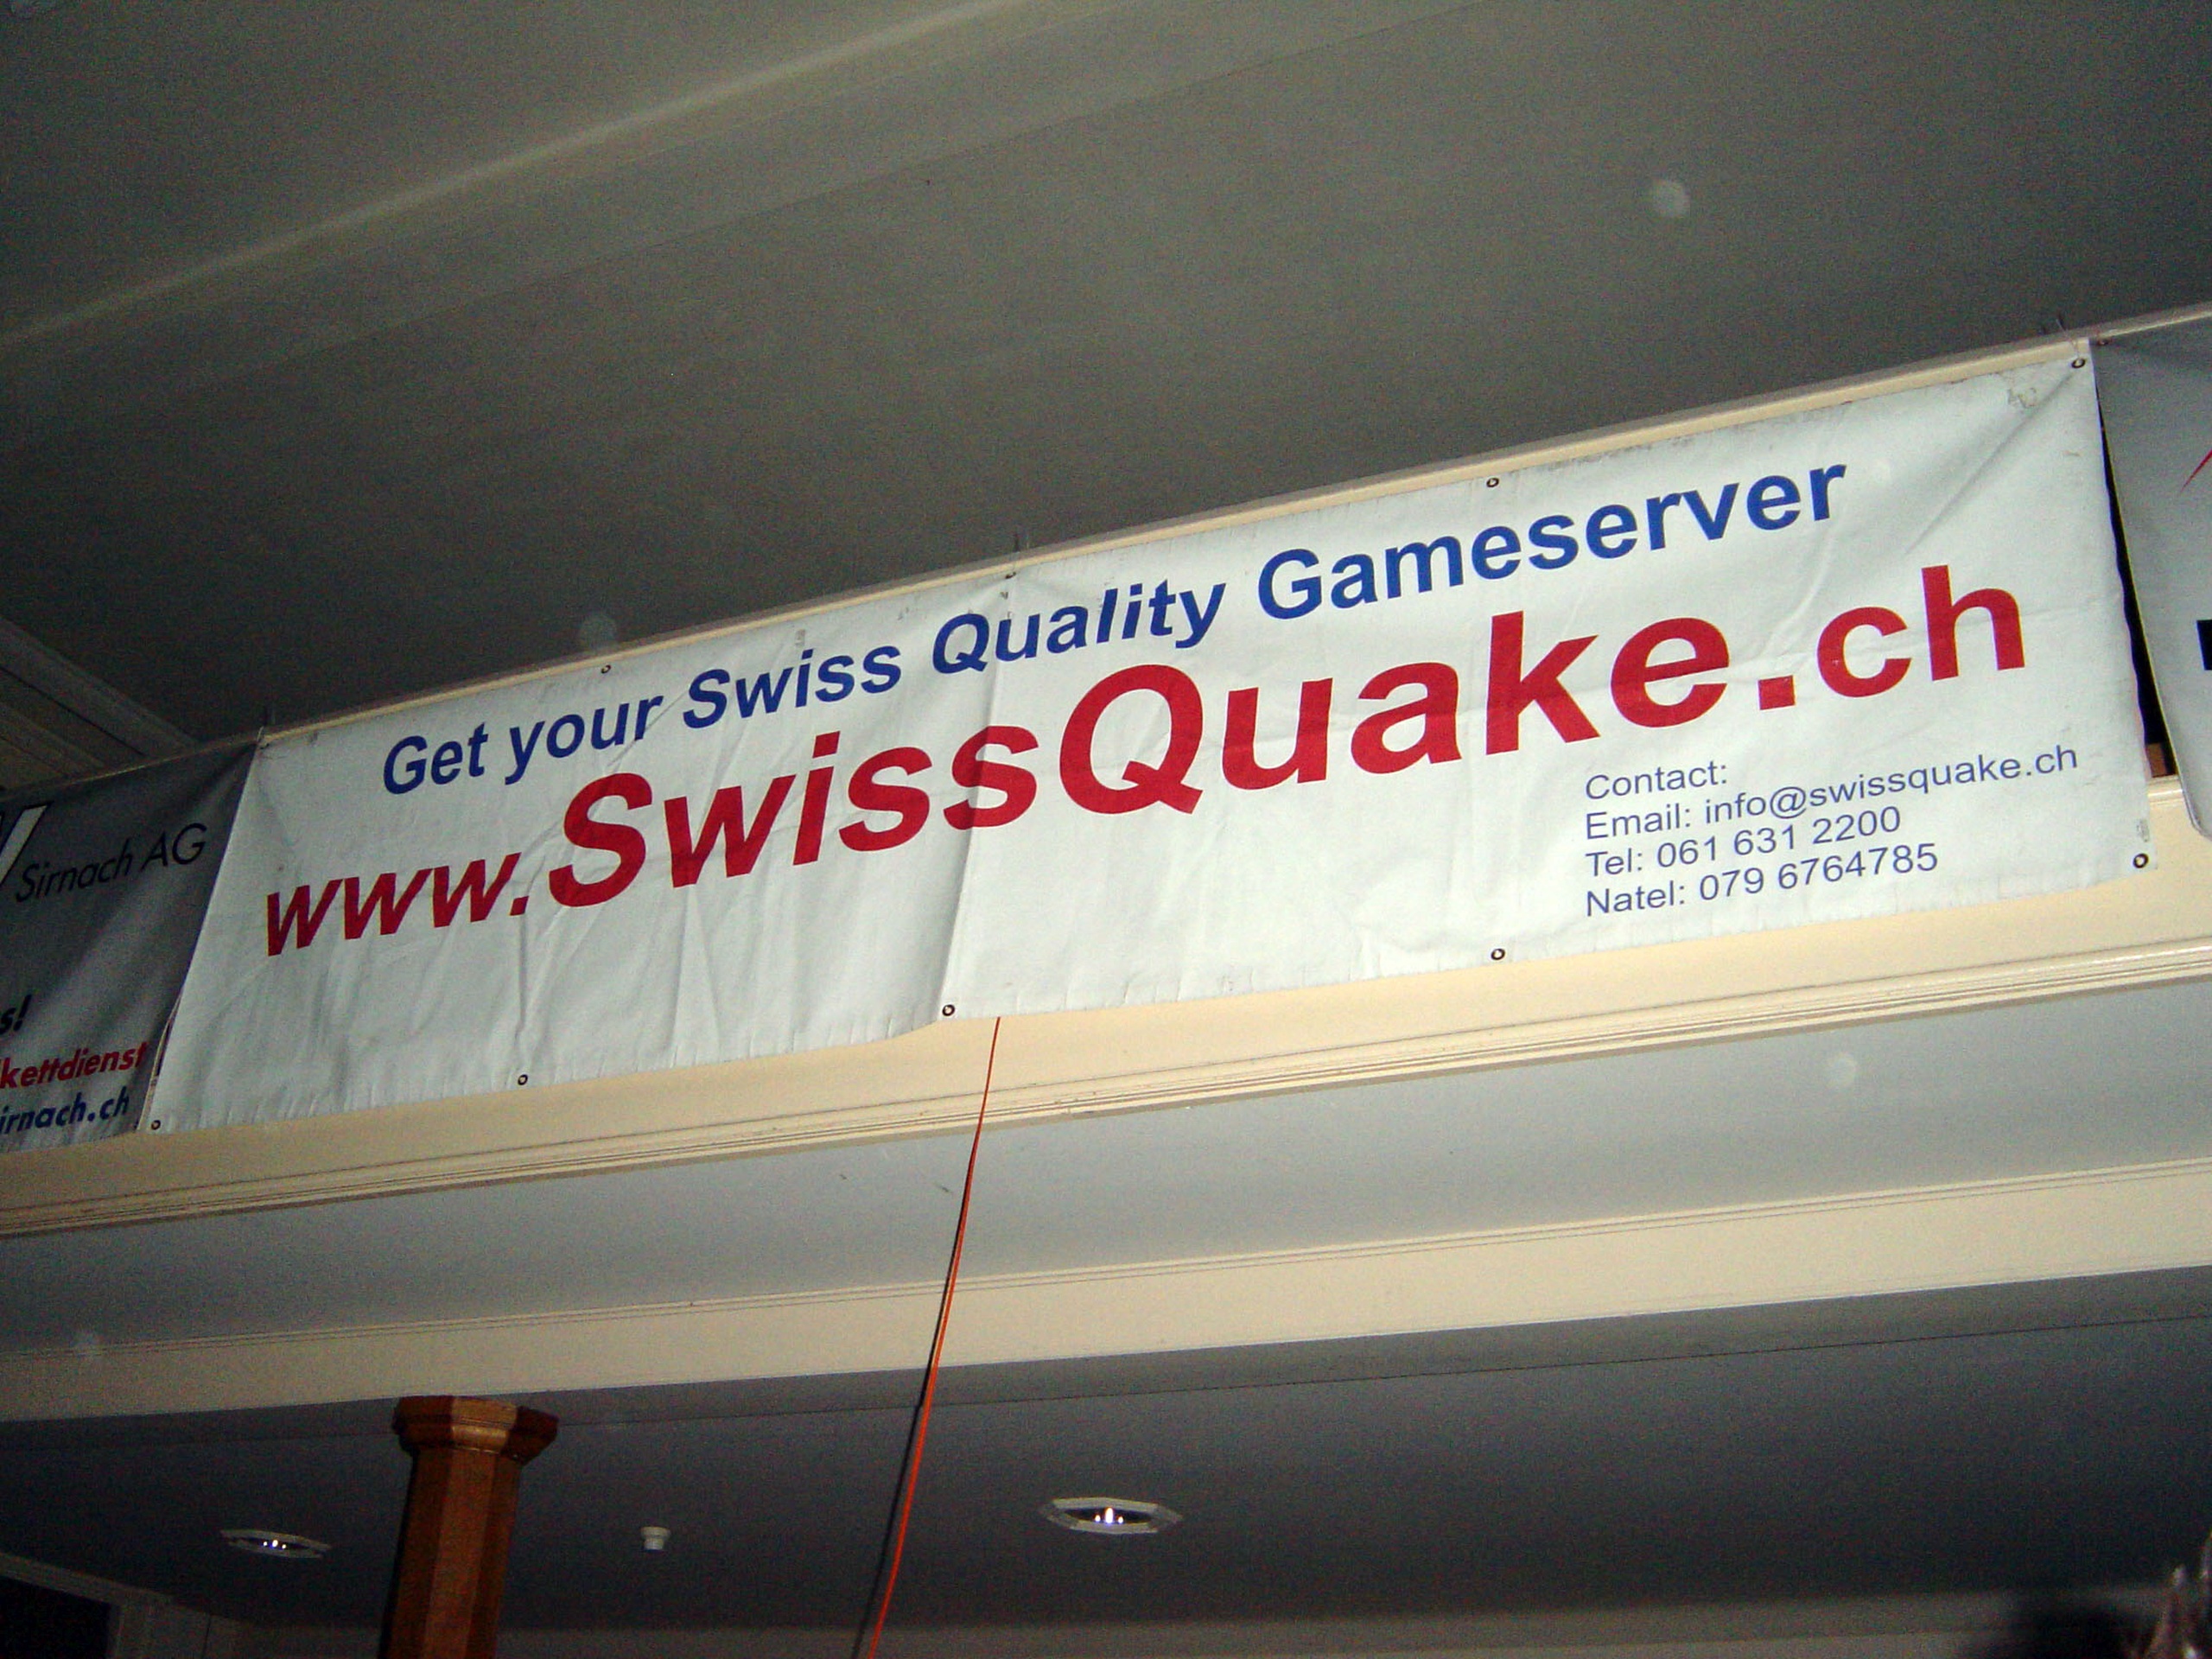 Get your Swiss Quality Gameserver
www.SwissQuake.ch
Contact:
Email: info@swissquake.ch
Tel: 061 631 2200
Natel: 079 6764785
Sirnach AG
s!
kettdienst
irnach.ch